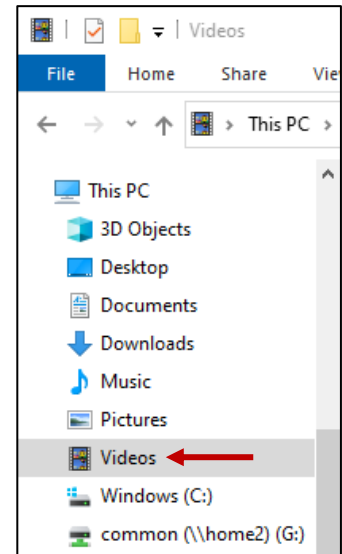 Videos
File Home Share Vie
This PC
This PC
3D Objects
Desktop
Documents
Downloads
Music
Pictures
Videos
Windows (C:)
common (\\home2) (G:)